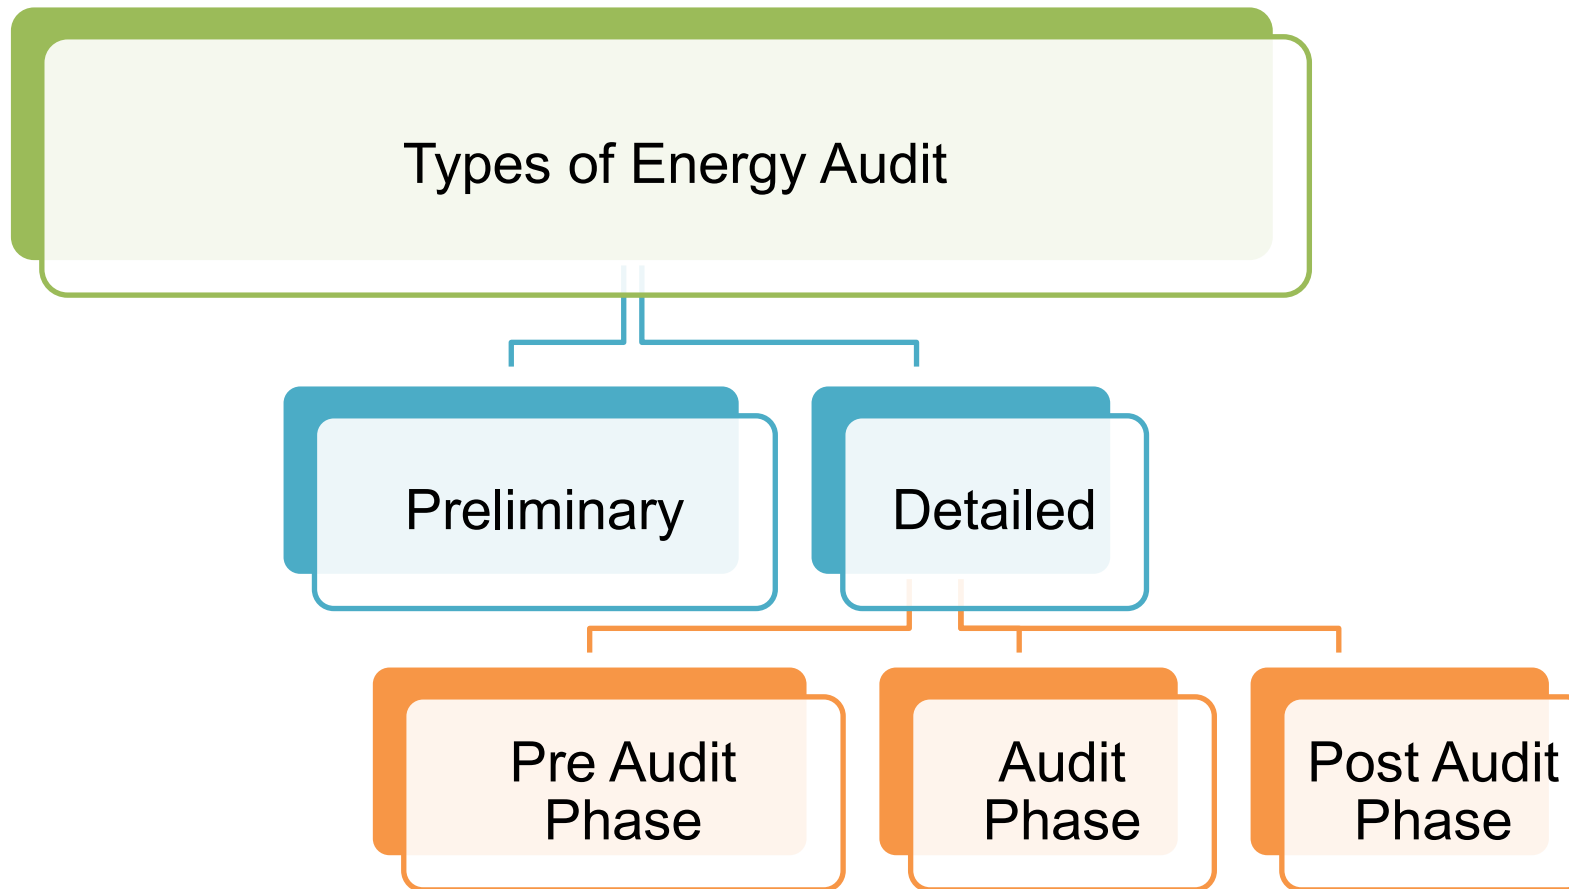 Types of Energy Audit
Preliminary
Detailed
Pre Audit
Phase
Audit
Phase
Post Audit
Phase